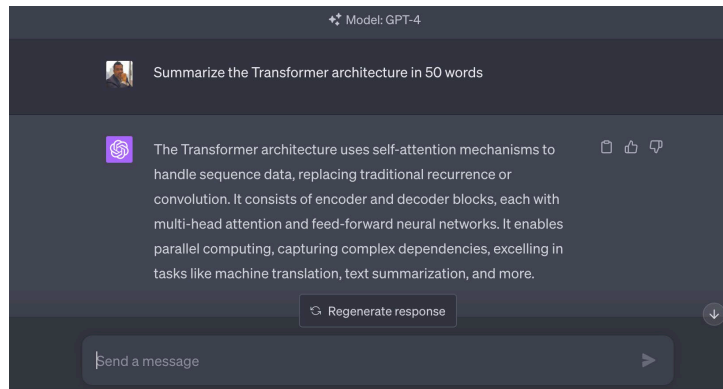 Model: GPT-4
Summarize the Transformer architecture in 50 words
The Transformer architecture uses self-attention mechanisms to
handle sequence data, replacing traditional recurrence or
convolution. It consists of encoder and decoder blocks, each with
multi-head attention and feed-forward neural networks. It enables
parallel computing, capturing complex dependencies, excelling in
tasks like machine translation, text summarization, and more.
Regenerate response
Send a message